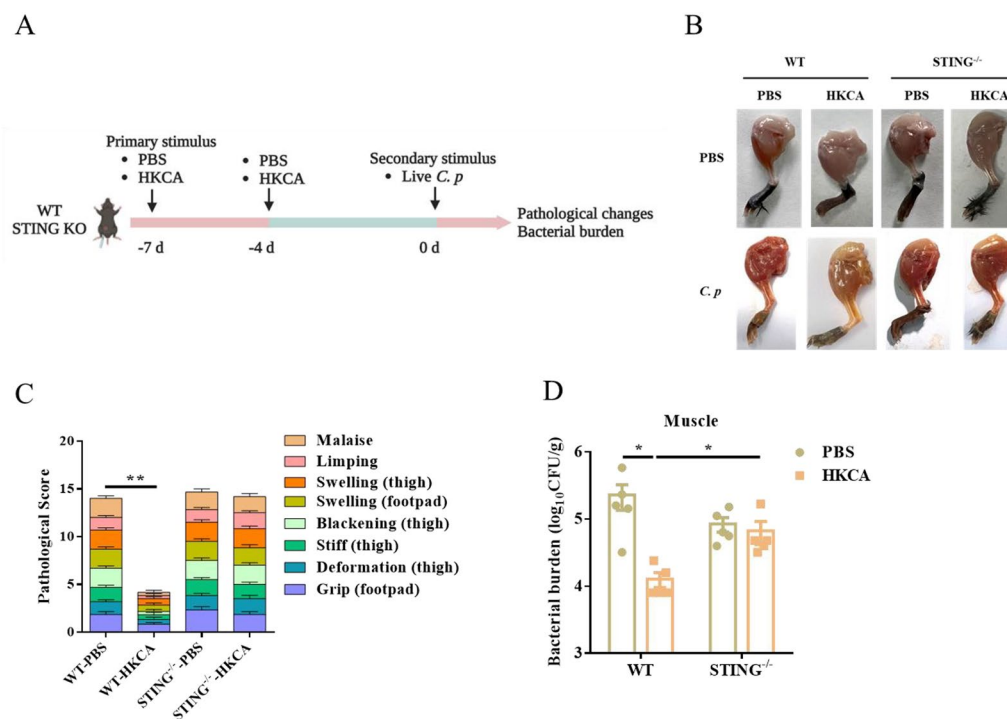 A
Primary stimulus
• PBS
• HKCA
• PBS
• HKCA
Secondary stimulus
• Live C. p
WT
STING KO
-7 d
-4 d
0 d
Pathological changes
Bacterial burden
B
WT
STING⁻/⁻
PBS
HKCA
PBS
HKCA
PBS
C. p
C
Pathological Score
20
15
10
5
0
**
WT-PBS
WT-HKCA
STING⁻/⁻-PBS
STING⁻/⁻-HKCA
Malaise
Limping
Swelling (thigh)
Swelling (footpad)
Blackening (thigh)
Stiff (thigh)
Deformation (thigh)
Grip (footpad)
D
Muscle
Bacterial burden (log₁₀CFU/g)
6
5
4
3
*
*
WT
STING⁻/⁻
PBS
HKCA